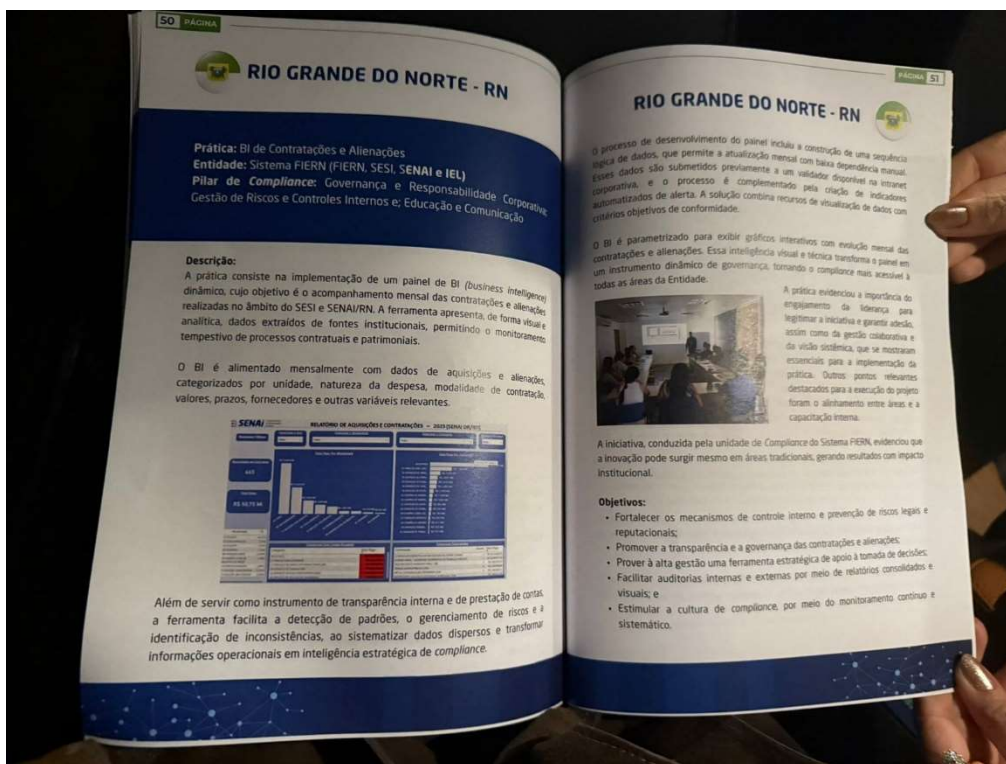 50 PÁGINA
RIO GRANDE DO NORTE - RN
Prática: BI de Contratações e Alienações
Entidade: Sistema FIERN (FIERN, SESI, SENAI e IEL)
Pilar de Compliance: Governança e Responsabilidade Corporativa;
Gestão de Riscos e Controles Internos e; Educação e Comunicação
Descrição:
A prática consiste na implementação de um painel de BI (business intelligence)
dinâmico, cujo objetivo é o acompanhamento mensal das contratações e alienações
realizadas no âmbito do SESI e SENAI/RN. A ferramenta apresenta, de forma visual e
analítica, dados extraídos de fontes institucionais, permitindo o monitoramento
tempestivo de processos contratuais e patrimoniais.
O BI é alimentado mensalmente com dados de aquisições e alienações,
categorizados por unidade, natureza da despesa, modalidade de contratação,
valores, prazos, fornecedores e outras variáveis relevantes.
SENAI
RELATÓRIO DE AQUISIÇÕES E CONTRATAÇÕES - 2025 (SENAI DR/RN)
Além de servir como instrumento de transparência interna e de prestação de contas,
a ferramenta facilita a detecção de padrões, o gerenciamento de riscos e a
identificação de inconsistências, ao sistematizar dados dispersos e transformar
informações operacionais em inteligência estratégica de compliance.
PÁGINA 51
RIO GRANDE DO NORTE - RN
O processo de desenvolvimento do painel incluiu a construção de uma sequência
lógica de dados, que permite a atualização mensal com baixa dependência manual.
Esses dados são submetidos previamente a um validador disponível na intranet
corporativa, e o processo é complementado pela criação de indicadores
automatizados de alerta. A solução combina recursos de visualização de dados com
critérios objetivos de conformidade.
O BI é parametrizado para exibir gráficos interativos com evolução mensal das
contratações e alienações. Essa inteligência visual e técnica transforma o painel em
um instrumento dinâmico de governança, tornando o compliance mais acessível à
todas as áreas da Entidade.
A prática evidenciou a importância do
engajamento da liderança para
legitimar a iniciativa e garantir adesão,
assim como da gestão colaborativa e
da visão sistêmica, que se mostraram
essenciais para a implementação da
prática. Outros pontos relevantes
destacados para a execução do projeto
foram o alinhamento entre áreas e a
capacitação interna.
A iniciativa, conduzida pela unidade de Compliance do Sistema FIERN, evidenciou que
a inovação pode surgir mesmo em áreas tradicionais, gerando resultados com impacto
institucional.
Objetivos:
• Fortalecer os mecanismos de controle interno e prevenção de riscos legais e
reputacionais;
• Promover a transparência e a governança das contratações e alienações;
• Prover à alta gestão uma ferramenta estratégica de apoio à tomada de decisões;
• Facilitar auditorias internas e externas por meio de relatórios consolidados e
visuais; e
• Estimular a cultura de compliance, por meio do monitoramento contínuo e
sistemático.